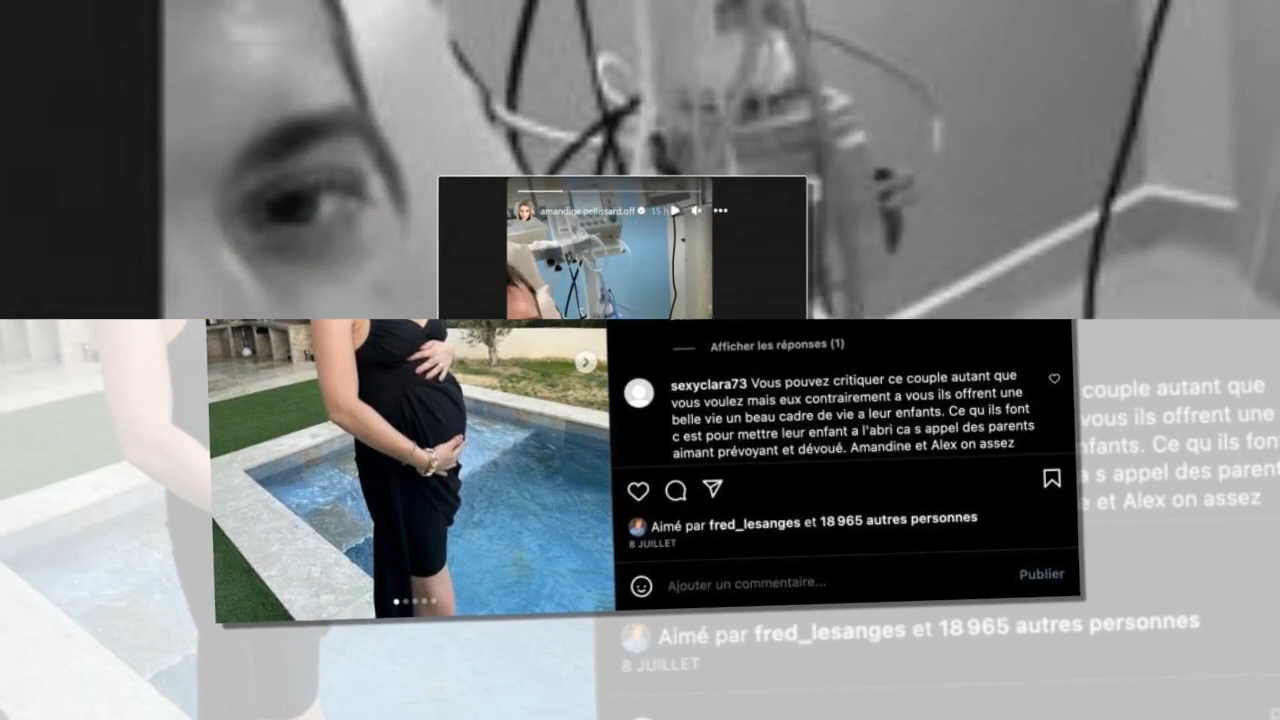 amandine.pellissard.off 15 h
Afficher les réponses (1)
sexyclara73 Vous pouvez critiquer ce couple autant que
vous voulez mais eux contrairement a vous ils offrent une
belle vie un beau cadre de vie a leur enfants. Ce qu ils font
c est pour mettre leur enfant a l'abri ca s appel des parents
aimant prévoyant et dévoué. Amandine et Alex on assez
Aimé par fred_lesanges et 18 965 autres personnes
8 JUILLET
Ajouter un commentaire...
Publier
couple autant que
vous ils offrent une
nfants. Ce qu ils font
a s appel des parents
e et Alex on assez
Aimé par fred_lesanges et 18 965 autres personnes
8 JUILLET